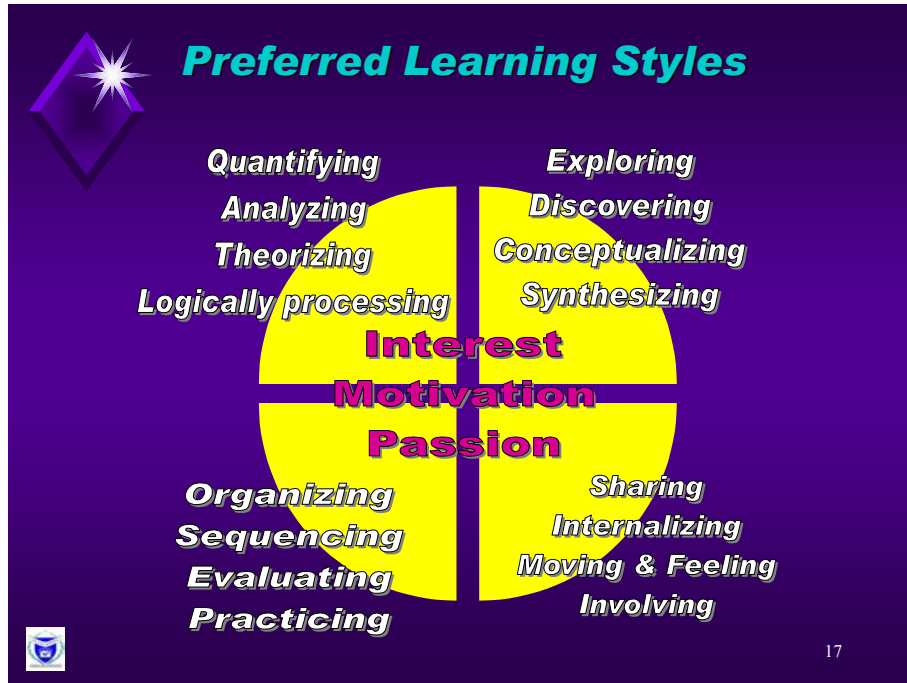 Preferred Learning Styles
Quantifying
Analyzing
Theorizing
Logically processing
Exploring
Discovering
Conceptualizing
Synthesizing
Interest
Motivation
Passion
Organizing
Sequencing
Evaluating
Practicing
Sharing
Internalizing
Moving & Feeling
Involving
17